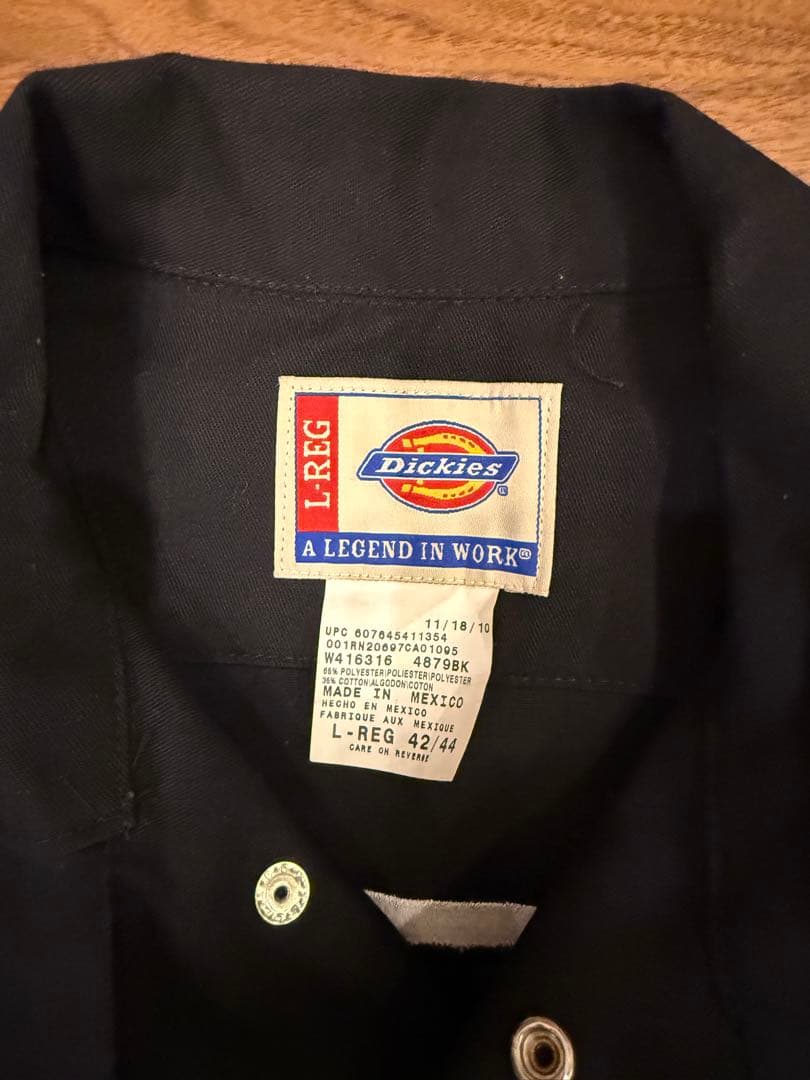 L-REG
Dickies®
A LEGEND IN WORK®
11/18/10
UPC 607645411354
001RN20697CA01095
W416316 4879BK
65% POLYESTER|POLIESTER|POLYESTER
35% COTTON|ALGODON|COTON
MADE IN MEXICO
HECHO EN MEXICO
FABRIQUE AUX MEXIQUE
L-REG 42/44
CARE ON REVERSE